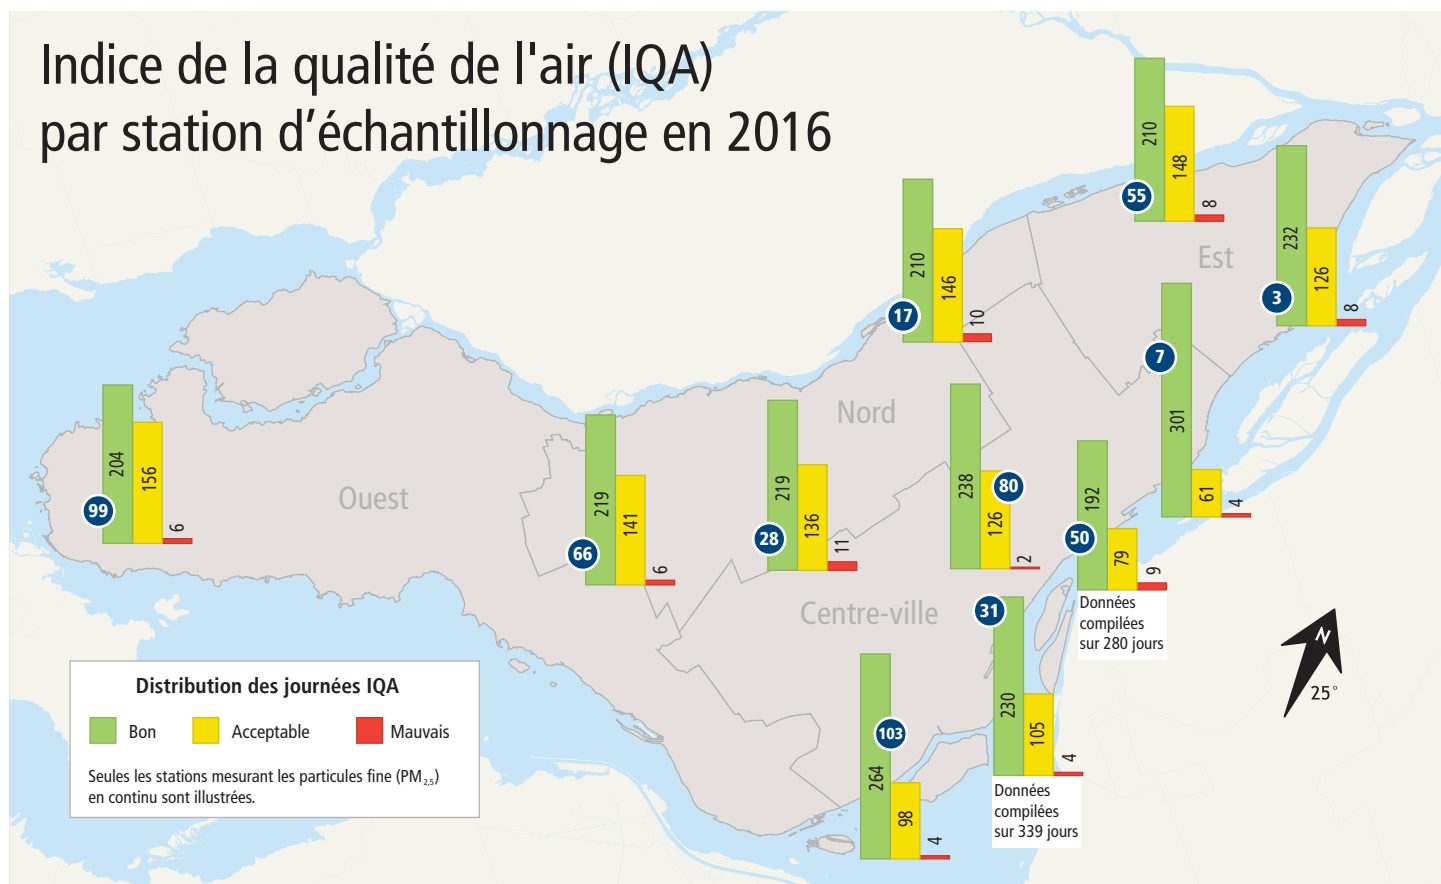 Indice de la qualité de l'air (IQA)
par station d’échantillonnage en 2016
55
210
148
8
Est
3
232
126
8
17
210
146
10
7
301
61
4
Nord
99
204
156
6
Ouest
66
219
141
6
28
219
136
11
80
238
126
2
50
192
79
9
Données
compilées
sur 280 jours
Centre-ville
31
230
105
4
Données
compilées
sur 339 jours
103
264
98
4
N
25°
Distribution des journées IQA
Bon Acceptable Mauvais
Seules les stations mesurant les particules fine (PM2,5)
en continu sont illustrées.